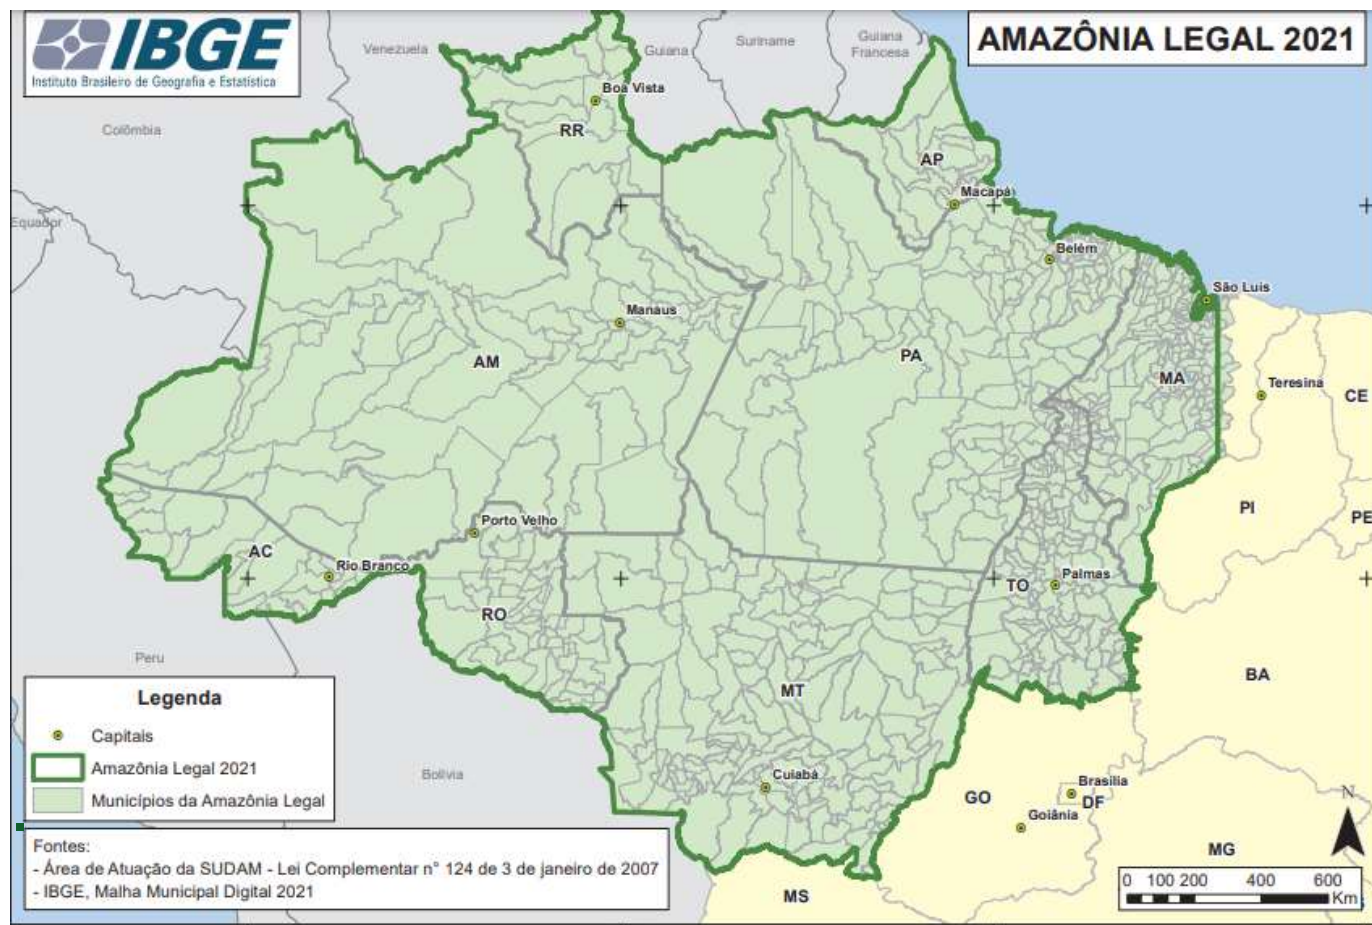 IBGE
Instituto Brasileiro de Geografia e Estatística
AMAZÔNIA LEGAL 2021
Venezuela
Guiana
Suriname
Guiana
Francesa
Colômbia
Equador
Boa Vista
RR
AP
Macapá
Belém
São Luis
Manaus
AM
PA
MA
Teresina
CE
PI
PE
Porto Velho
AC
Rio Branco
RO
TO
Palmas
Peru
BA
MT
Bolívia
Cuiabá
GO
Brasília
DF
Goiânia
MG
MS
Legenda
Capitais
Amazônia Legal 2021
Municípios da Amazônia Legal
Fontes:
- Área de Atuação da SUDAM - Lei Complementar n° 124 de 3 de janeiro de 2007
- IBGE, Malha Municipal Digital 2021
N
0 100 200 400 600
Km